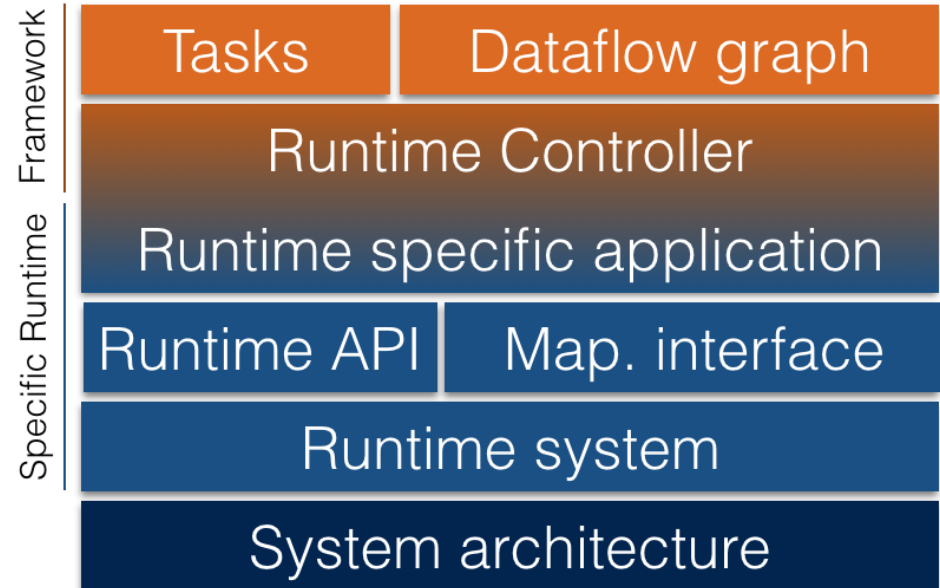 Framework
Tasks
Dataflow graph
Runtime Controller
Specific Runtime
Runtime specific application
Runtime API
Map. interface
Runtime system
System architecture